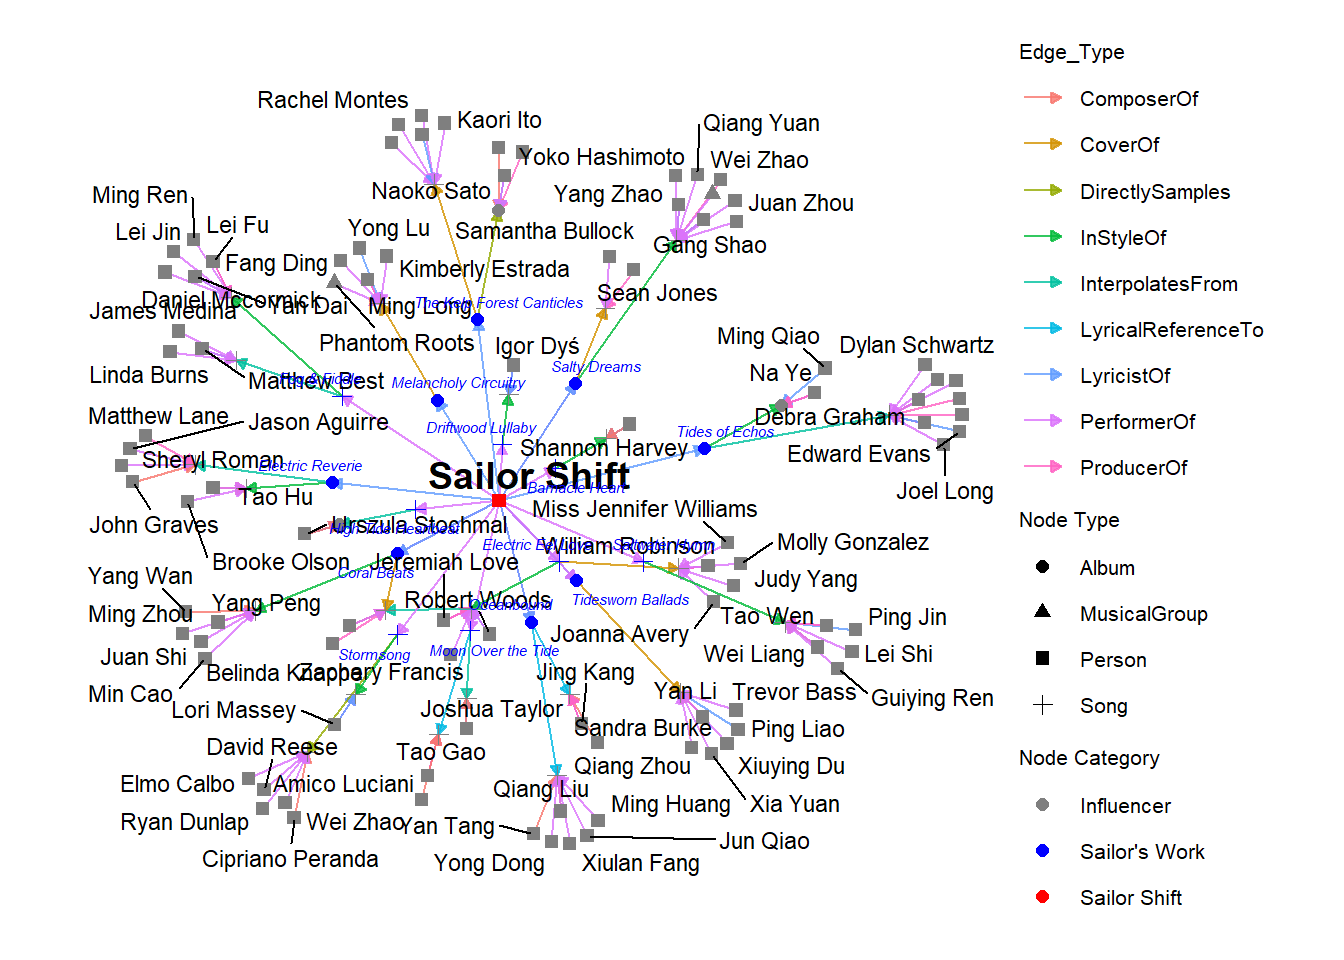 Edge_Type
ComposerOf
CoverOf
DirectlySamples
InStyleOf
InterpolatesFrom
LyricalReferenceTo
LyricistOf
PerformerOf
ProducerOf
Node Type
Album
MusicalGroup
Person
Song
Node Category
Influencer
Sailor's Work
Sailor Shift
Rachel Montes
Kaori Ito
Qiang Yuan
Yoko Hashimoto
Wei Zhao
Naoko Sato
Yang Zhao
Juan Zhou
Ming Ren
Lei Fu
Lei Jin
Yong Lu
Samantha Bullock
Gang Shao
Fang Ding
Kimberly Estrada
Daniel Mccormick
Yan Dai
Ming Long
The Kelp Forest Canticles
Sean Jones
James Medina
Phantom Roots
Igor Dyś
Ming Qiao
Dylan Schwartz
Linda Burns
Matthew Best
Melancholy Circuitry
Salty Dreams
Na Ye
Matthew Lane
Jason Aguirre
Driftwood Lullaby
Debra Graham
Tides of Echos
Sheryl Roman
Electric Reverie
Shannon Harvey
Edward Evans
Sailor Shift
Barnacle Heart
Joel Long
Tao Hu
John Graves
Urszula Stochmal
High Tide Heartbeat
Miss Jennifer Williams
Brooke Olson
Jeremiah Love
William Robinson
Molly Gonzalez
Yang Wan
Coral Beats
Judy Yang
Ming Zhou
Yang Peng
Robert Woods
Oceanbound
Tidesworn Ballads
Joanna Avery
Tao Wen
Ping Jin
Juan Shi
Stormsong
Moon Over the Tide
Wei Liang
Lei Shi
Min Cao
Zachary Francis
Jing Kang
Yan Li
Trevor Bass
Guiying Ren
Lori Massey
Joshua Taylor
Sandra Burke
Ping Liao
David Reese
Tao Gao
Qiang Zhou
Xiuying Du
Elmo Calbo
Amico Luciani
Qiang Liu
Ming Huang
Xia Yuan
Ryan Dunlap
Wei Zhao
Yan Tang
Jun Qiao
Cipriano Peranda
Yong Dong
Xiulan Fang